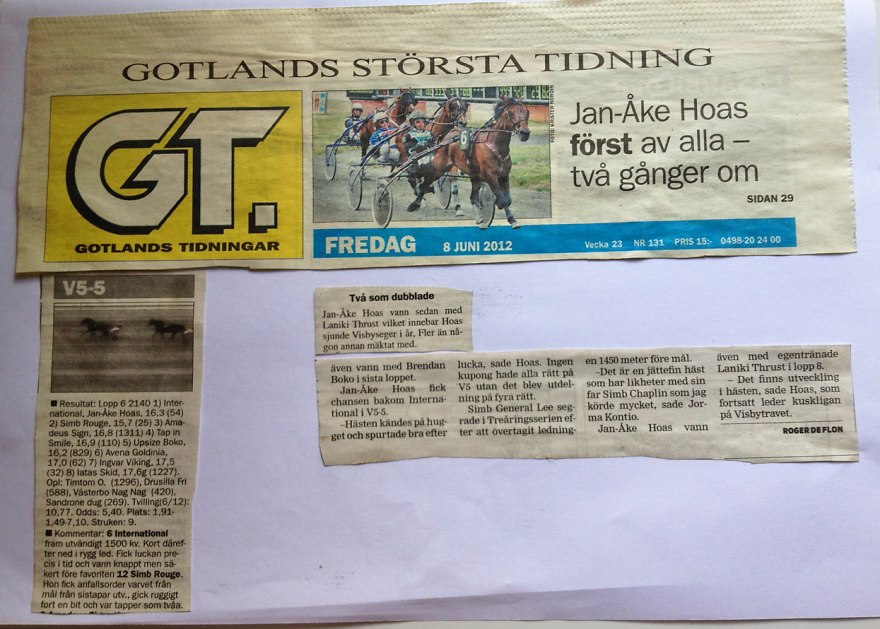 GOTLANDS STÖRSTA TIDNING
GT.
GOTLANDS TIDNINGAR
FOTO: KRISTER NORDIN
6
Jan-Åke Hoas
först av alla –
två gånger om
SIDAN 29
FREDAG 8 JUNI 2012 Vecka 23 NR 131 PRIS 15:- 0498-20 24 00
V5-5
■ Resultat: Lopp 6 2140 1) Inter-
national, Jan-Åke Hoas, 16,3 (54)
2) Simb Rouge, 15,7 (25) 3) Ama-
deus Sign, 16,8 (1311) 4) Tap in
Smile, 16,9 (110) 5) Upsize Boko,
16,2 (829) 6) Avena Goldinia,
17,0 (62) 7) Ingvar Viking, 17,5
(32) 8) Iatas Skid, 17,6g (1227).
Opl: Timtom O. (1296), Drusilla Fri
(588), Västerbo Nag Nag (420),
Sandrone dug (269). Tvilling(6/12):
10,77. Odds: 5,40. Plats: 1,91-
1,49-7,10. Struken: 9.
■ Kommentar: 6 International
fram utvändigt 1500 kv. Kort däref-
ter ned i rygg led. Fick luckan pre-
cis i tid och vann knappt men sä-
kert före favoriten 12 Simb Rouge.
Hon fick anfallsorder varvet från
mål från sistapar utv., gick ruggigt
fort en bit och var tapper som tvåa.
Två som dubblade
Jan-Åke Hoas vann sedan med
Laniki Thrust vilket innebar Hoas
sjunde Visbyseger i år, Fler än nå-
gon annan mäktat med.
även vann med Brendan
Boko i sista loppet.
Jan-Åke Hoas fick
chansen bakom Interna-
tional i V5-5.
–Hästen kändes på hug-
get och spurtade bra efter
lucka, sade Hoas. Ingen
kupong hade alla rätt på
V5 utan det blev utdel-
ning på fyra rätt.
Simb General Lee seg-
rade i Treåringsserien ef-
ter att övertagit ledning-
en 1450 meter före mål.
–Det är en jättefin häst
som har likheter med sin
far Simb Chaplin som jag
körde mycket, sade Jor-
ma Kontio.
Jan-Åke Hoas vann
även med egentränade
Laniki Thrust i lopp 8.
– Det finns utveckling
i hästen, sade Hoas, som
fortsatt leder kuskligan
på Visbytravet.
ROGER DE FLON